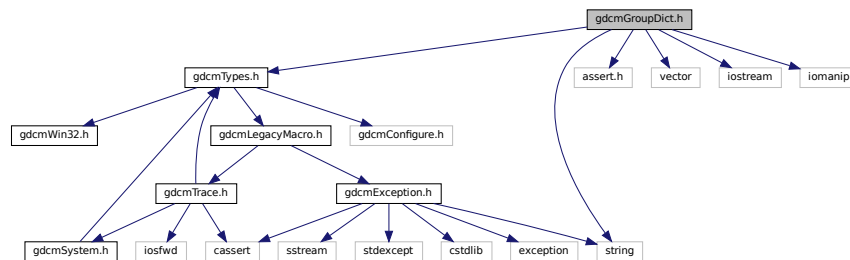 gdcmGroupDict.h
gdcmTypes.h
assert.h
vector
iostream
iomanip
gdcmWin32.h
gdcmLegacyMacro.h
gdcmConfigure.h
gdcmTrace.h
gdcmException.h
gdcmSystem.h
iosfwd
cassert
sstream
stdexcept
cstdlib
exception
string